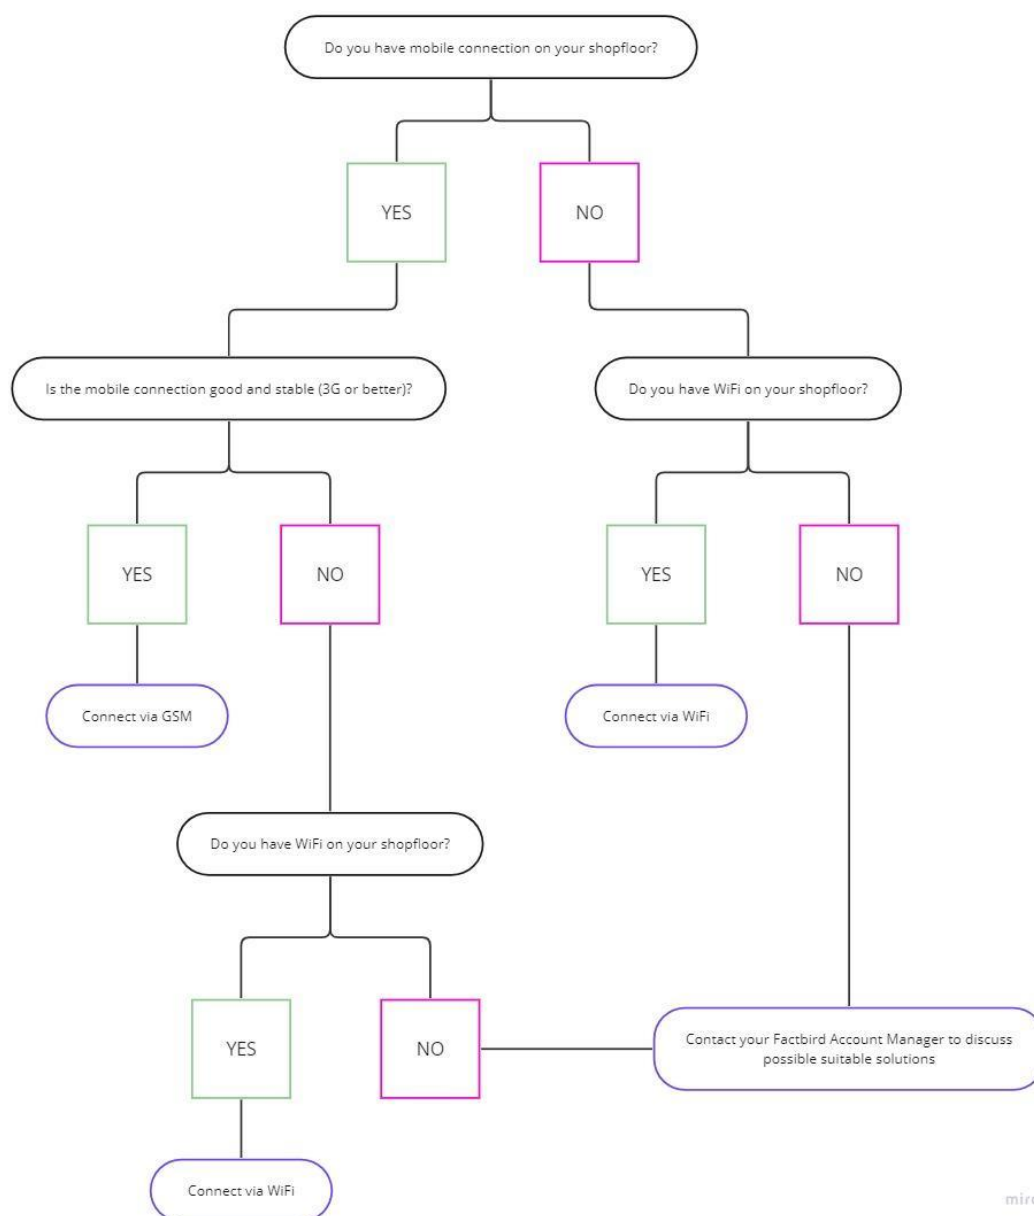 Do you have mobile connection on your shopfloor?
YES
NO
Is the mobile connection good and stable (3G or better)?
Do you have WiFi on your shopfloor?
YES
NO
YES
NO
Connect via GSM
Connect via WiFi
Do you have WiFi on your shopfloor?
YES
NO
Contact your Factbird Account Manager to discuss
possible suitable solutions
Connect via WiFi